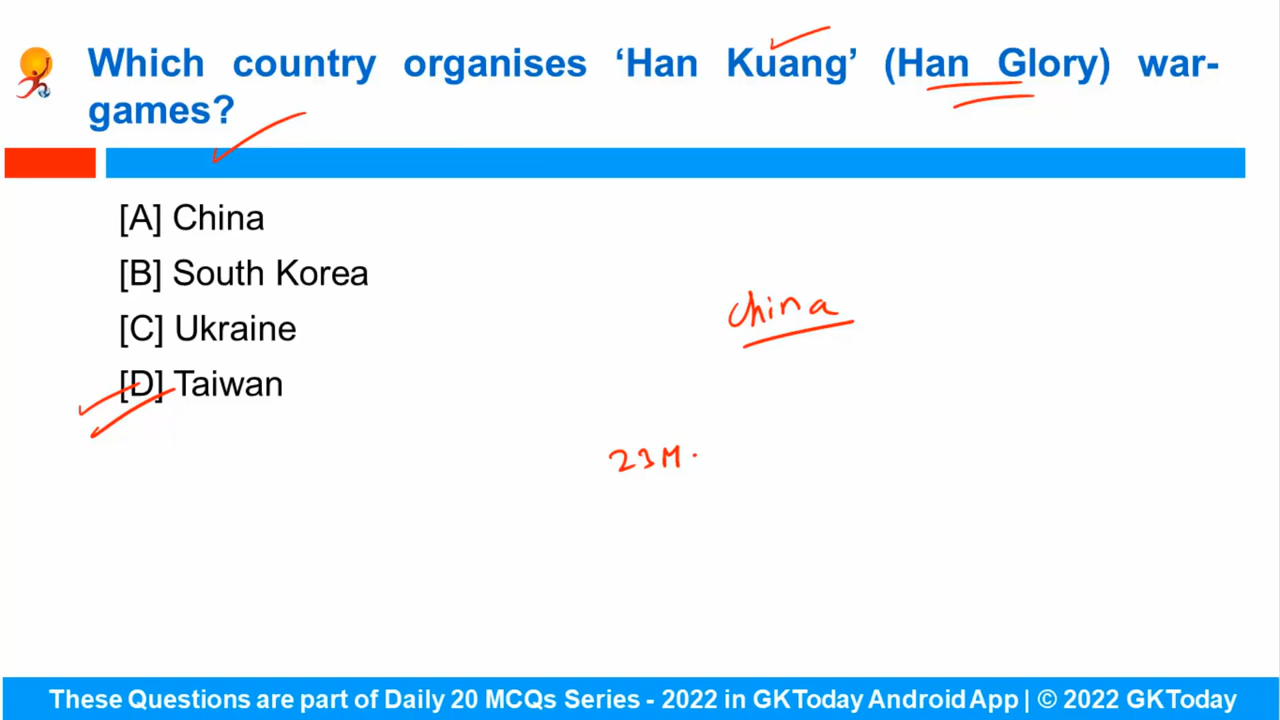 Which country organises ‘Han Kuang’ (Han Glory) war-
games?
[A] China
[B] South Korea
[C] Ukraine
[D] Taiwan
China
23M.
These Questions are part of Daily 20 MCQs Series - 2022 in GKToday Android App | © 2022 GKToday